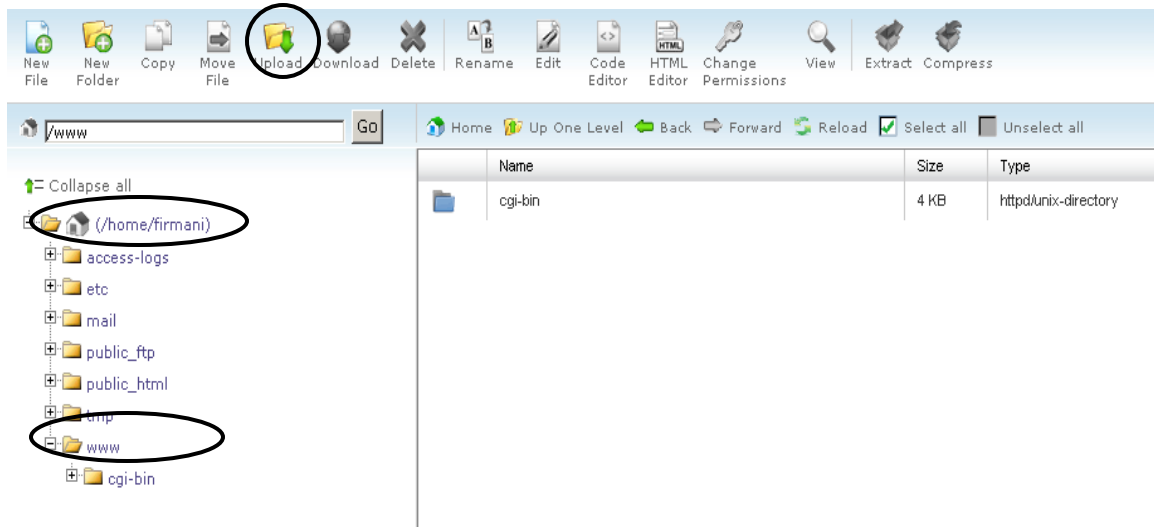 New File
New Folder
Copy
Move File
Upload
Download
Delete
Rename
Edit
Code Editor
HTML Editor
Change Permissions
View
Extract
Compress
A
B
HTML
/www
Go
Home Up One Level Back Forward Reload Select all Unselect all
Name Size Type
cgi-bin 4 KB httpd/unix-directory
Collapse all
(/home/firmani)
access-logs
etc
mail
public_ftp
public_html
tmp
www
cgi-bin